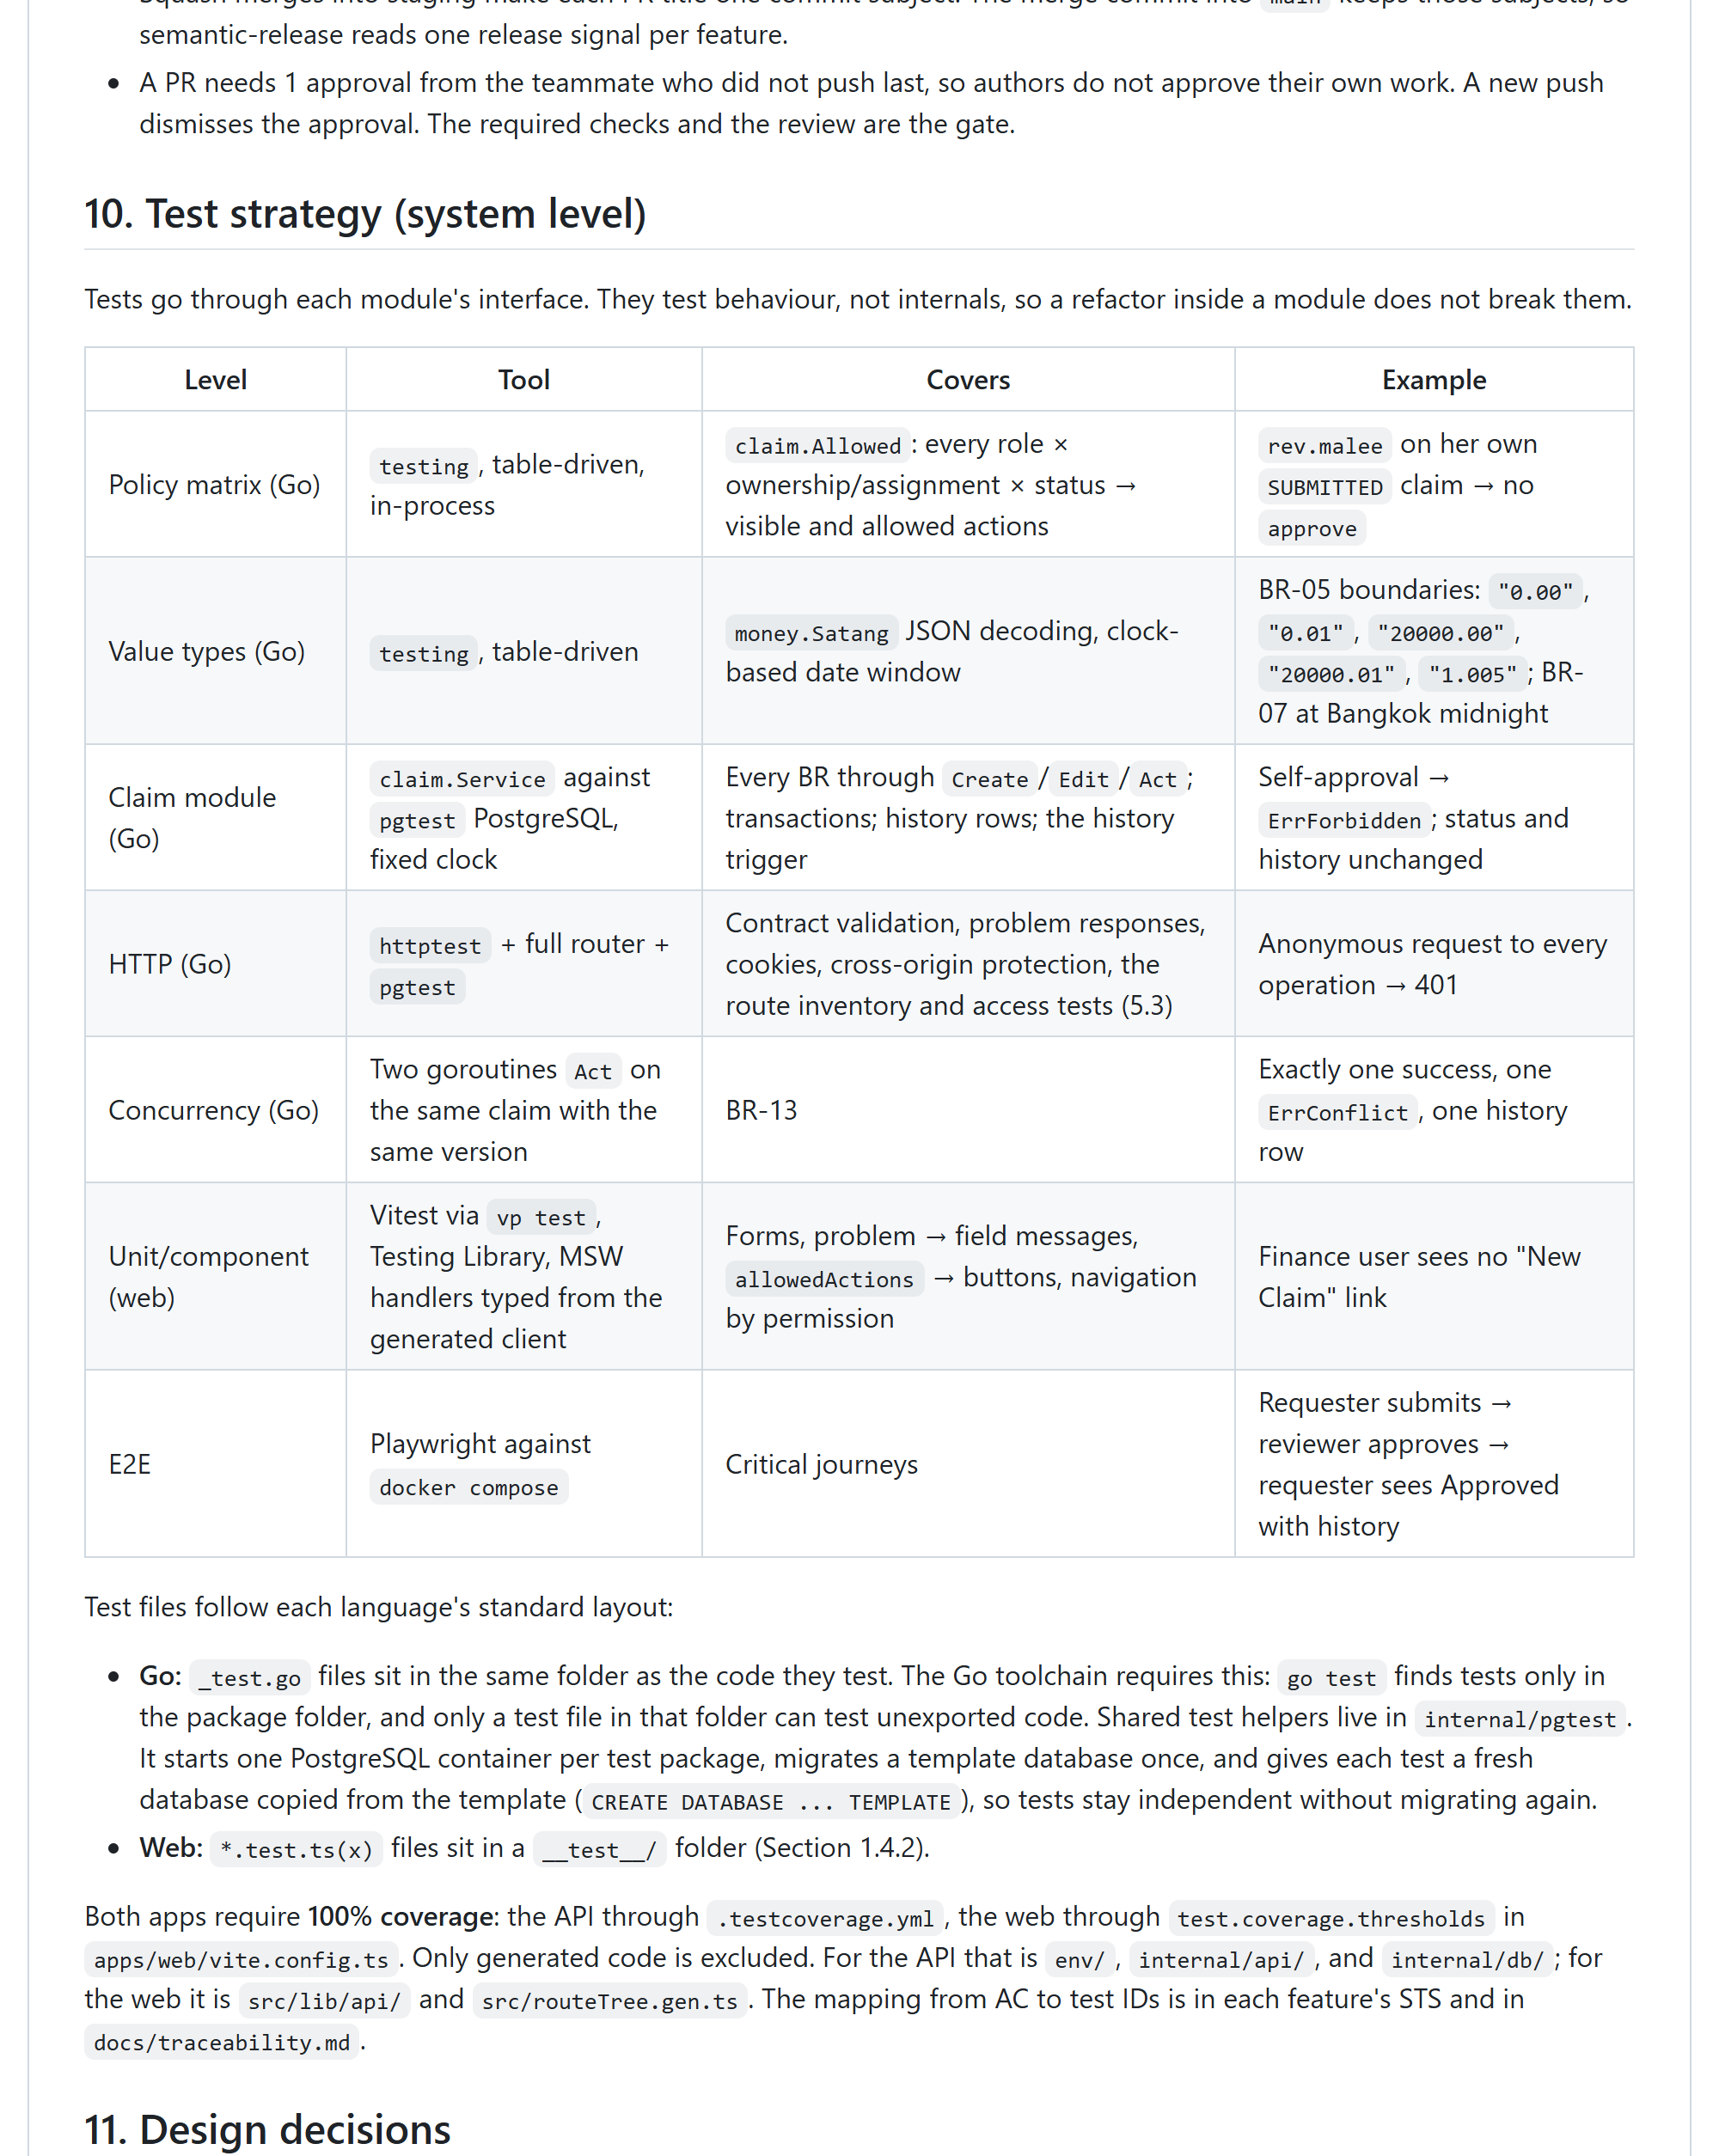 Squash merges into staging make each PR title one commit subject. The merge commit into main keeps those subjects, so
semantic-release reads one release signal per feature.
A PR needs 1 approval from the teammate who did not push last, so authors do not approve their own work. A new push
dismisses the approval. The required checks and the review are the gate.
10. Test strategy (system level)
Tests go through each module's interface. They test behaviour, not internals, so a refactor inside a module does not break them.
Level Tool Covers Example
Policy matrix (Go)
testing, table-driven,
in-process
claim.Allowed: every role ×
ownership/assignment × status →
visible and allowed actions
rev.malee on her own
SUBMITTED claim → no
approve
Value types (Go)
testing, table-driven
money.Satang JSON decoding, clock-
based date window
BR-05 boundaries: "0.00",
"0.01", "20000.00",
"20000.01", "1.005"; BR-
07 at Bangkok midnight
Claim module
(Go)
claim.Service against
pgtest PostgreSQL,
fixed clock
Every BR through Create/Edit/Act;
transactions; history rows; the history
trigger
Self-approval →
ErrForbidden; status and
history unchanged
HTTP (Go)
httptest + full router +
pgtest
Contract validation, problem responses,
cookies, cross-origin protection, the
route inventory and access tests (5.3)
Anonymous request to every
operation → 401
Concurrency (Go)
Two goroutines Act on
the same claim with the
same version
BR-13
Exactly one success, one
ErrConflict, one history
row
Unit/component
(web)
Vitest via vp test,
Testing Library, MSW
handlers typed from the
generated client
Forms, problem → field messages,
allowedActions → buttons, navigation
by permission
Finance user sees no "New
Claim" link
E2E
Playwright against
docker compose
Critical journeys
Requester submits →
reviewer approves →
requester sees Approved
with history
Test files follow each language's standard layout:
Go: _test.go files sit in the same folder as the code they test. The Go toolchain requires this: go test finds tests only in
the package folder, and only a test file in that folder can test unexported code. Shared test helpers live in internal/pgtest.
It starts one PostgreSQL container per test package, migrates a template database once, and gives each test a fresh
database copied from the template (CREATE DATABASE ... TEMPLATE), so tests stay independent without migrating again.
Web: *.test.ts(x) files sit in a __test__/ folder (Section 1.4.2).
Both apps require 100% coverage: the API through .testcoverage.yml, the web through test.coverage.thresholds in
apps/web/vite.config.ts. Only generated code is excluded. For the API that is env/, internal/api/, and internal/db/; for
the web it is src/lib/api/ and src/routeTree.gen.ts. The mapping from AC to test IDs is in each feature's STS and in
docs/traceability.md.
11. Design decisions